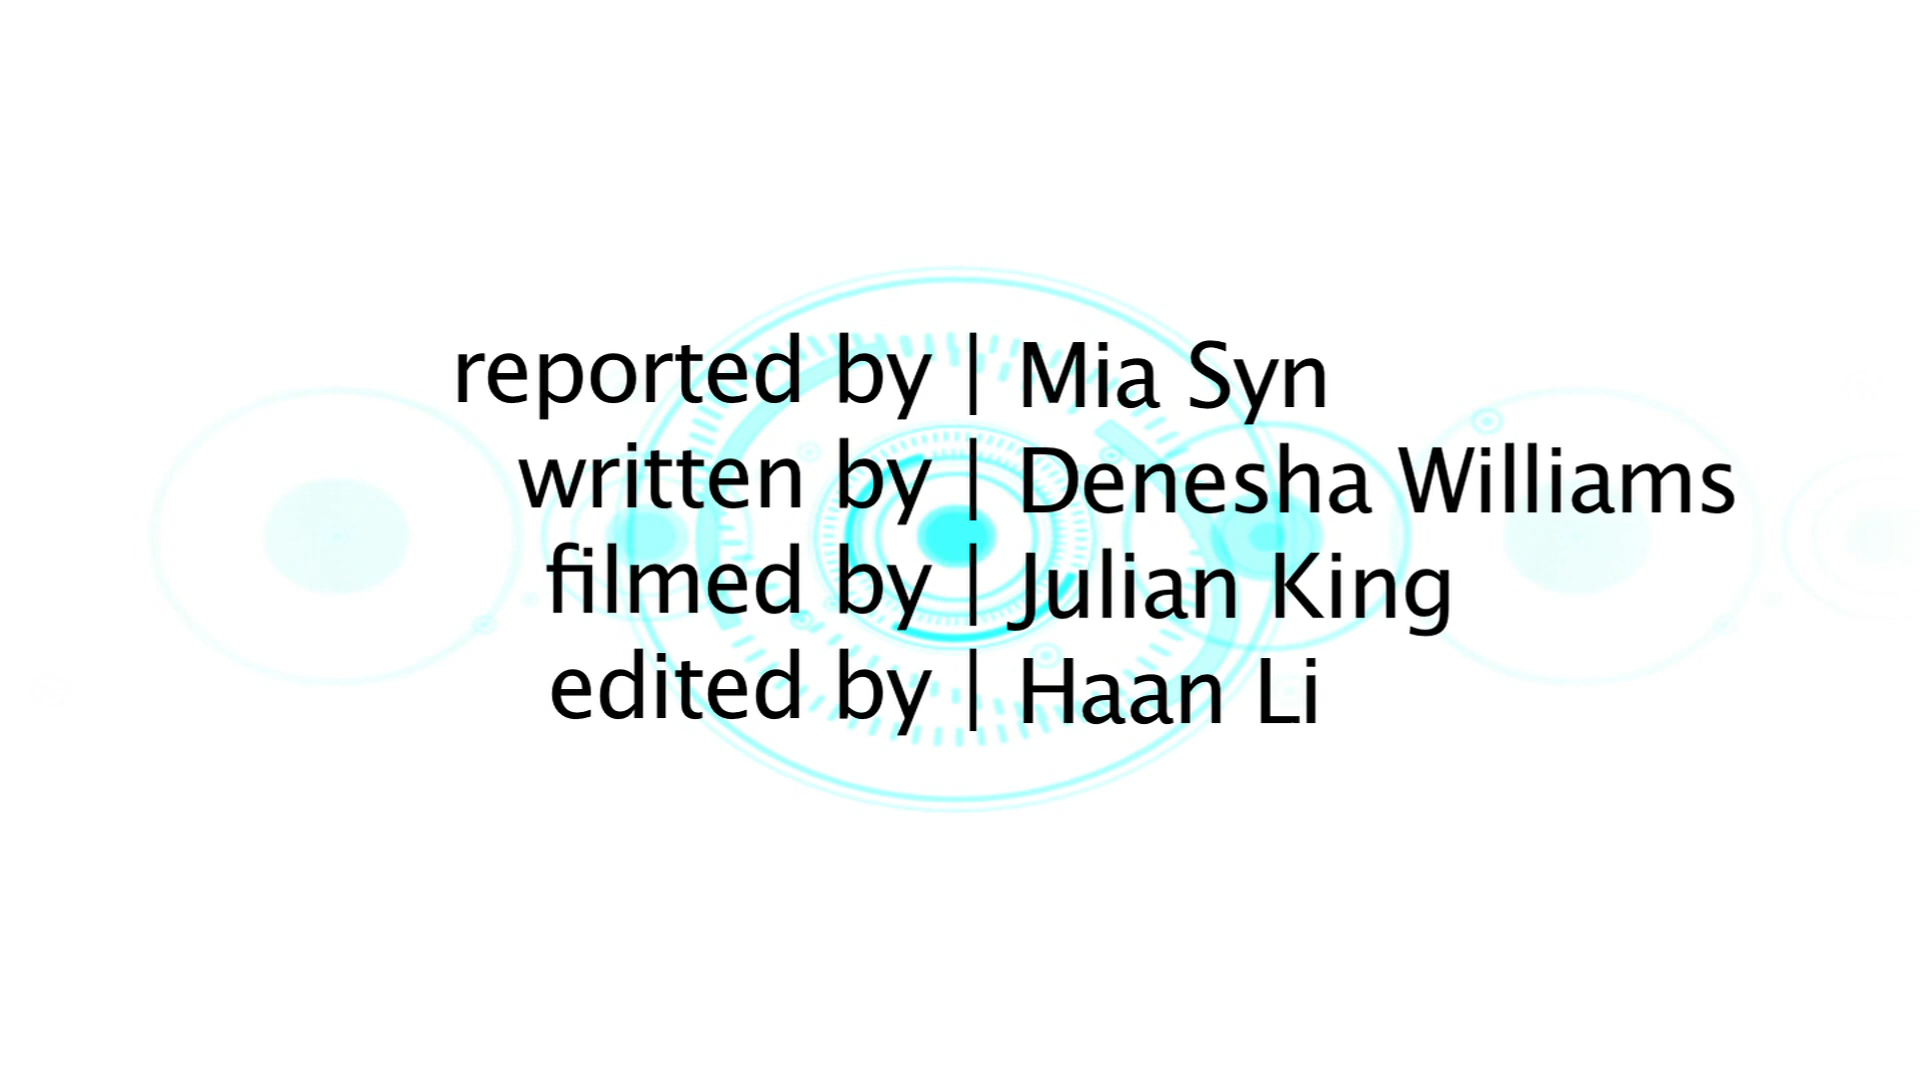 reported by | Mia Syn
written by | Denesha Williams
filmed by | Julian King
edited by | Haan Li